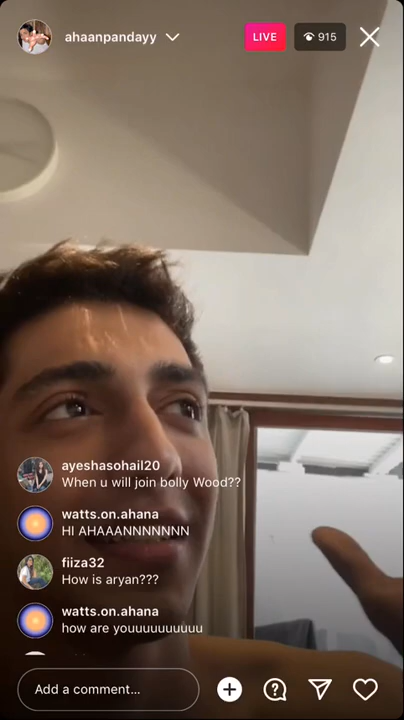 ahaanpandayy
LIVE
915
ayeshasohail20
When u will join bolly Wood??
watts.on.ahana
HI AHAAANNNNNNN
fiiza32
How is aryan???
watts.on.ahana
how are youuuuuuuuuu
Add a comment...